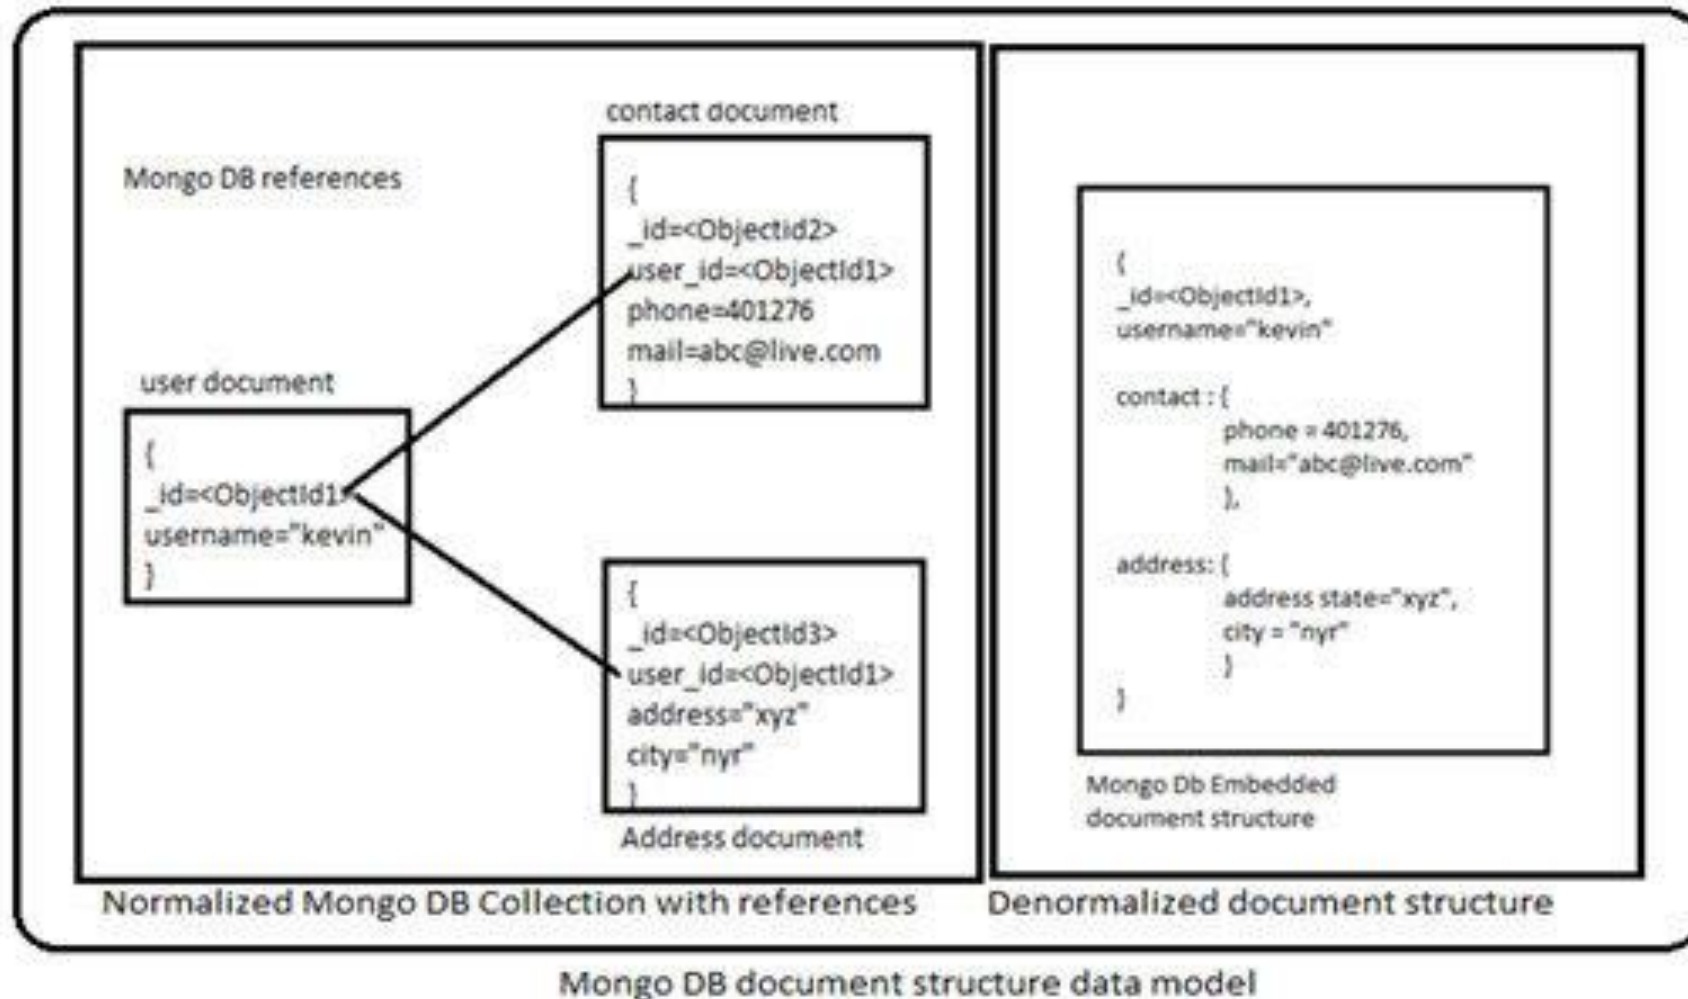 Mongo DB references
contact document
{
_id=<Objectid2>
user_id=<ObjectId1>
phone=401276
mail=abc@live.com
}
user document
{
_id=<ObjectId1>
username="kevin"
}
{
_id=<ObjectId3>
user_id=<ObjectId1>
address="xyz"
city="nyr"
}
Address document
Normalized Mongo DB Collection with references
{
_id=<ObjectId1>,
username="kevin"
contact : {
phone = 401276,
mail="abc@live.com"
},
address: {
address state="xyz",
city = "nyr"
}
}
Mongo Db Embedded
document structure
Denormalized document structure
Mongo DB document structure data model